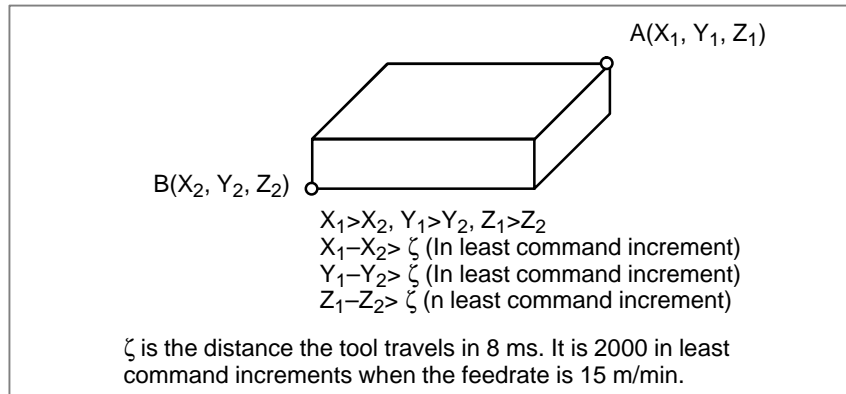 A(X₁, Y₁, Z₁)
B(X₂, Y₂, Z₂)
X₁>X₂, Y₁>Y₂, Z₁>Z₂
X₁–X₂> ζ (In least command increment)
Y₁–Y₂> ζ (In least command increment)
Z₁–Z₂> ζ (n least command increment)
ζ is the distance the tool travels in 8 ms. It is 2000 in least
command increments when the feedrate is 15 m/min.